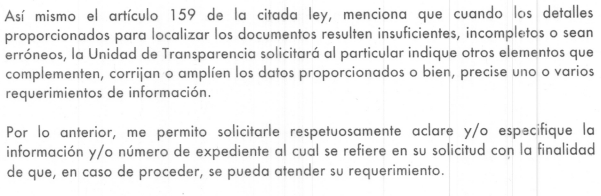 Así mismo el artículo 159 de la citada ley, menciona que cuando los detalles
proporcionados para localizar los documentos resulten insuficientes, incompletos o sean
erróneos, la Unidad de Transparencia solicitará al particular indique otros elementos que
complementen, corrijan o amplíen los datos proporcionados o bien, precise uno o varios
requerimientos de información.
Por lo anterior, me permito solicitarle respetuosamente aclare y/o especifique la
información y/o número de expediente al cual se refiere en su solicitud con la finalidad
de que, en caso de proceder, se pueda atender su requerimiento.